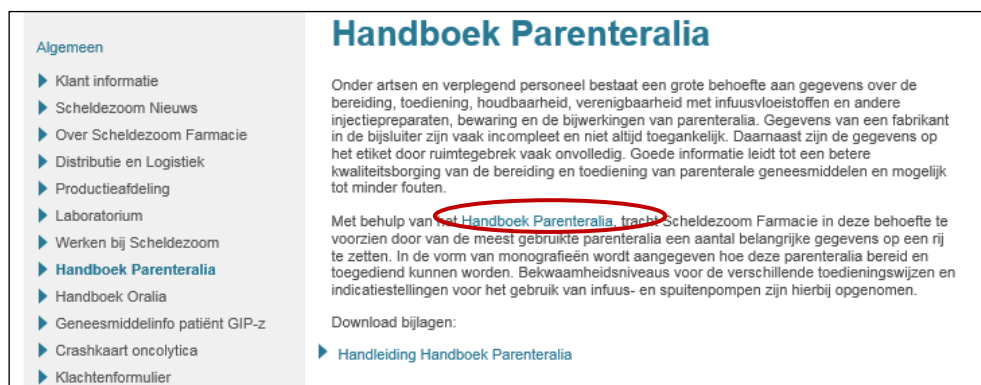 Algemeen
Klant informatie
Scheldezoom Nieuws
Over Scheldezoom Farmacie
Distributie en Logistiek
Productieafdeling
Laboratorium
Werken bij Scheldezoom
Handboek Parenteralia
Handboek Oralia
Geneesmiddelinfo patiënt GIP-z
Crashkaart oncolytica
Klachtenformulier
Handboek Parenteralia
Onder artsen en verplegend personeel bestaat een grote behoefte aan gegevens over de
bereiding, toediening, houdbaarheid, verenigbaarheid met infuusvloeistoffen en andere
injectiepreparaten, bewaring en de bijwerkingen van parenteralia. Gegevens van een fabrikant
in de bijsluiter zijn vaak incompleet en niet altijd toegankelijk. Daarnaast zijn de gegevens op
het etiket door ruimtegebrek vaak onvolledig. Goede informatie leidt tot een betere
kwaliteitsborging van de bereiding en toediening van parenterale geneesmiddelen en mogelijk
tot minder fouten.
Met behulp van het Handboek Parenteralia, tracht Scheldezoom Farmacie in deze behoefte te
voorzien door van de meest gebruikte parenteralia een aantal belangrijke gegevens op een rij
te zetten. In de vorm van monografieën wordt aangegeven hoe deze parenteralia bereid en
toegediend kunnen worden. Bekwaamheidsniveaus voor de verschillende toedieningswijzen en
indicatiestellingen voor het gebruik van infuus- en spuitenpompen zijn hierbij opgenomen.
Download bijlagen:
Handleiding Handboek Parenteralia